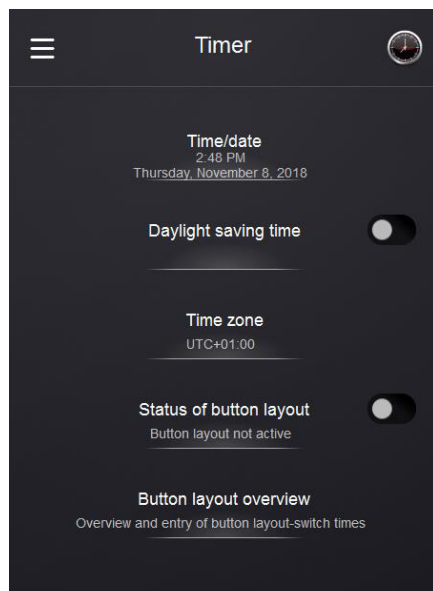 Timer
Time/date
2:48 PM
Thursday, November 8, 2018
Daylight saving time
Time zone
UTC+01:00
Status of button layout
Button layout not active
Button layout overview
Overview and entry of button layout-switch times